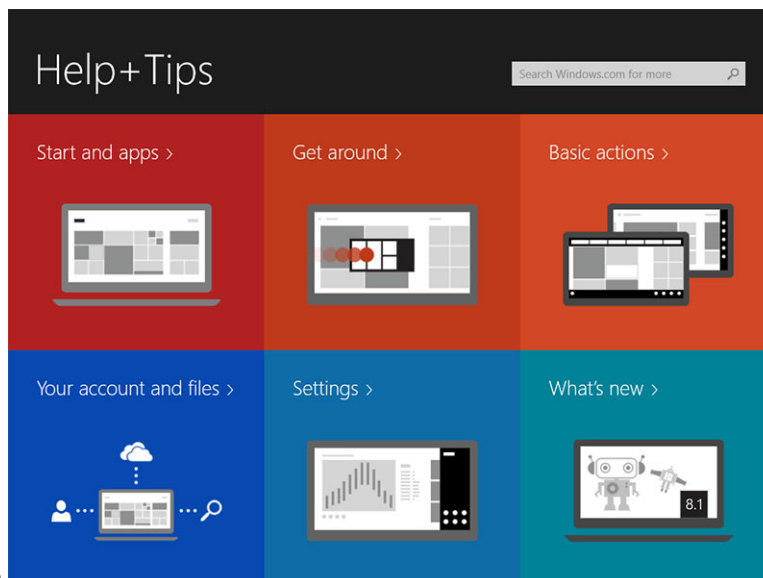 Help+Tips
Search Windows.com for more
Start and apps >
Get around >
Basic actions >
Your account and files >
Settings >
What's new >
8.1